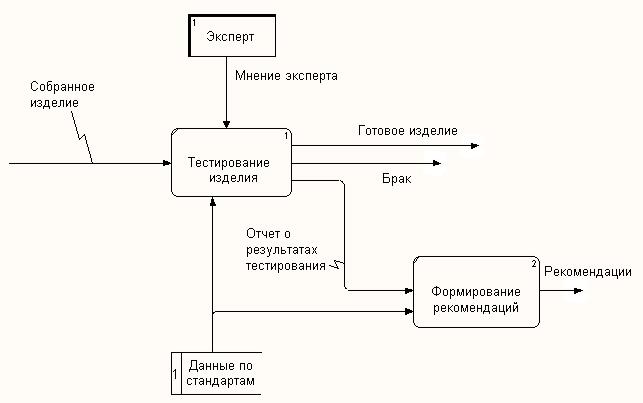 1
Эксперт
Мнение эксперта
Собранное
изделие
1
Тестирование
изделия
Готовое изделие
Брак
Отчет о
результатах
тестирования
2
Формирование
рекомендаций
Рекомендации
1
Данные по
стандартам